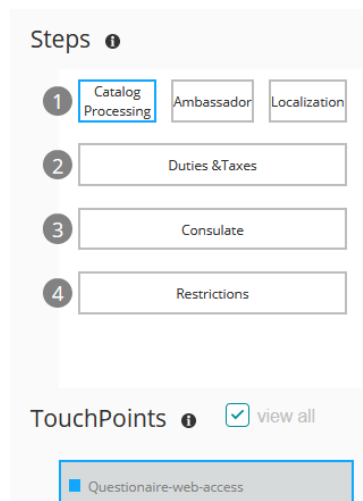 Steps
1 Catalog Processing Ambassador Localization
2 Duties &Taxes
3 Consulate
4 Restrictions
TouchPoints view all
Questionaire-web-access